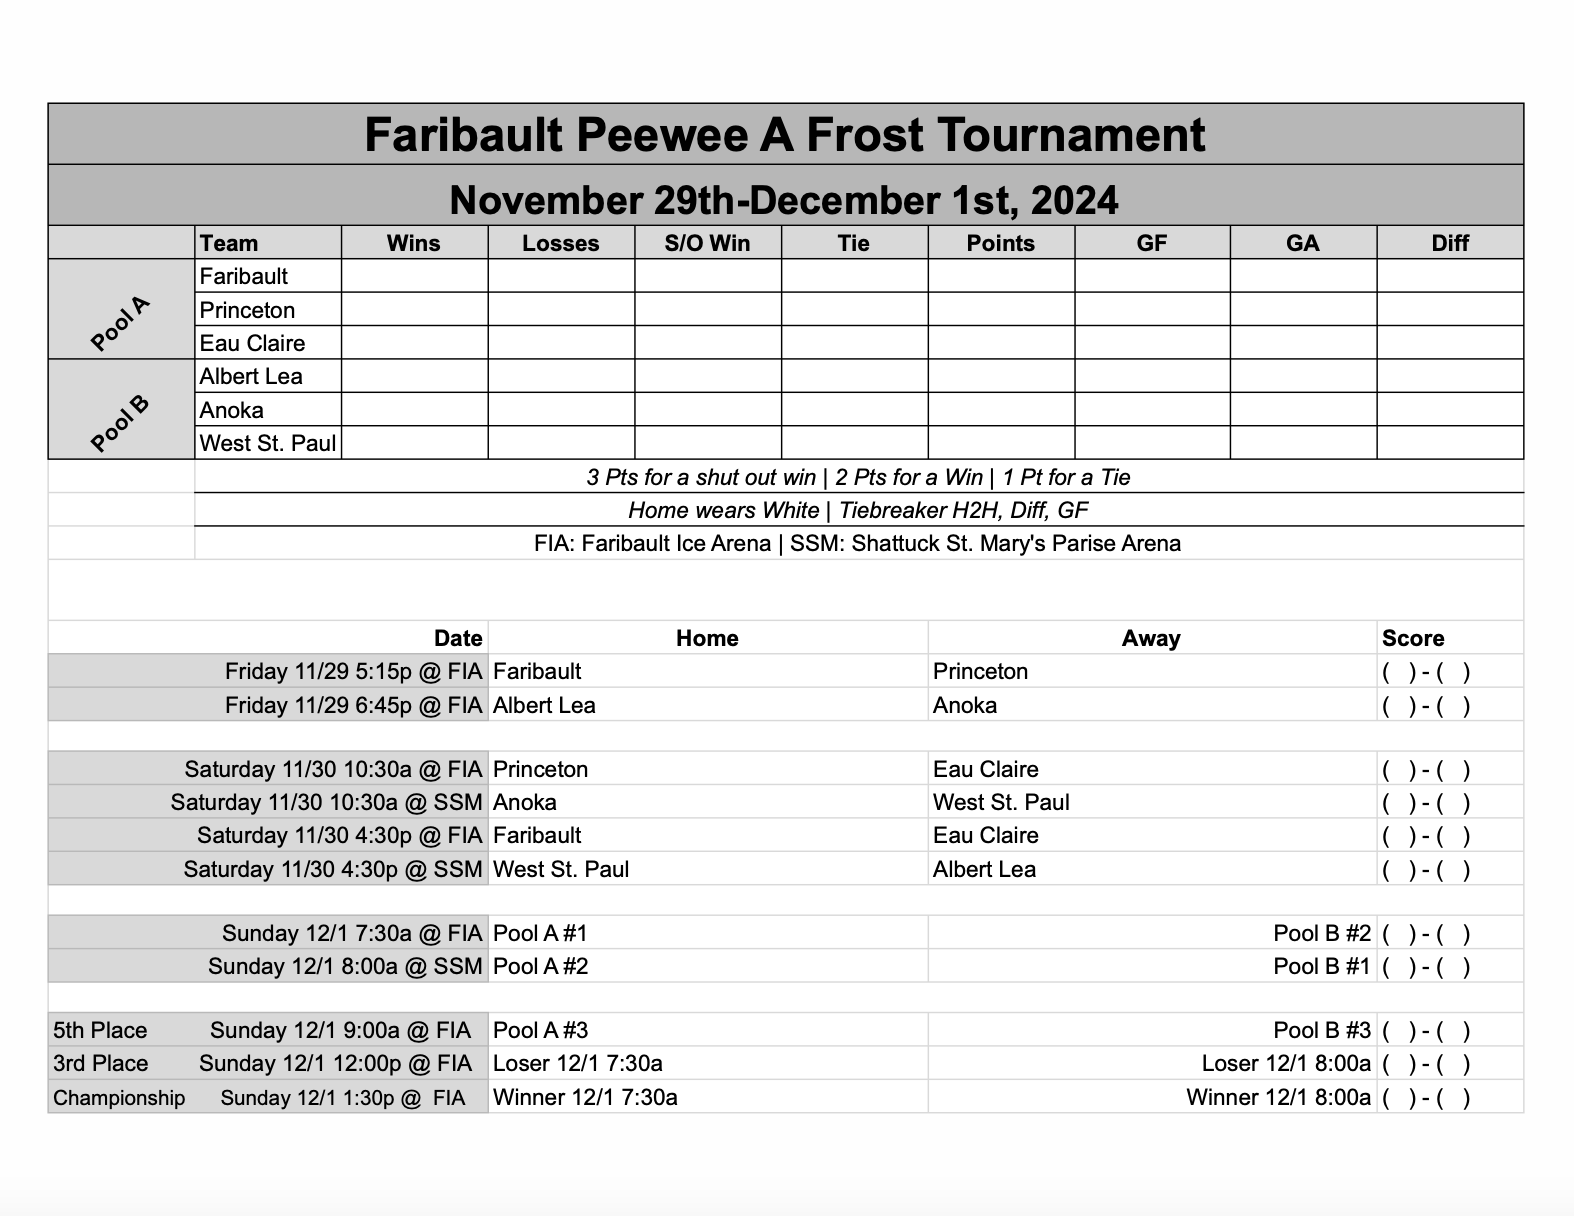 Faribault Peewee A Frost Tournament
November 29th-December 1st, 2024
Team Wins Losses S/O Win Tie Points GF GA Diff
Pool A
Faribault
Princeton
Eau Claire
Pool B
Albert Lea
Anoka
West St. Paul
3 Pts for a shut out win | 2 Pts for a Win | 1 Pt for a Tie
Home wears White | Tiebreaker H2H, Diff, GF
FIA: Faribault Ice Arena | SSM: Shattuck St. Mary's Parise Arena
Date Home Away Score
Friday 11/29 5:15p @ FIA Faribault Princeton ( ) - ( )
Friday 11/29 6:45p @ FIA Albert Lea Anoka ( ) - ( )
Saturday 11/30 10:30a @ FIA Princeton Eau Claire ( ) - ( )
Saturday 11/30 10:30a @ SSM Anoka West St. Paul ( ) - ( )
Saturday 11/30 4:30p @ FIA Faribault Eau Claire ( ) - ( )
Saturday 11/30 4:30p @ SSM West St. Paul Albert Lea ( ) - ( )
Sunday 12/1 7:30a @ FIA Pool A #1 Pool B #2 ( ) - ( )
Sunday 12/1 8:00a @ SSM Pool A #2 Pool B #1 ( ) - ( )
5th Place Sunday 12/1 9:00a @ FIA Pool A #3 Pool B #3 ( ) - ( )
3rd Place Sunday 12/1 12:00p @ FIA Loser 12/1 7:30a Loser 12/1 8:00a ( ) - ( )
Championship Sunday 12/1 1:30p @ FIA Winner 12/1 7:30a Winner 12/1 8:00a ( ) - ( )